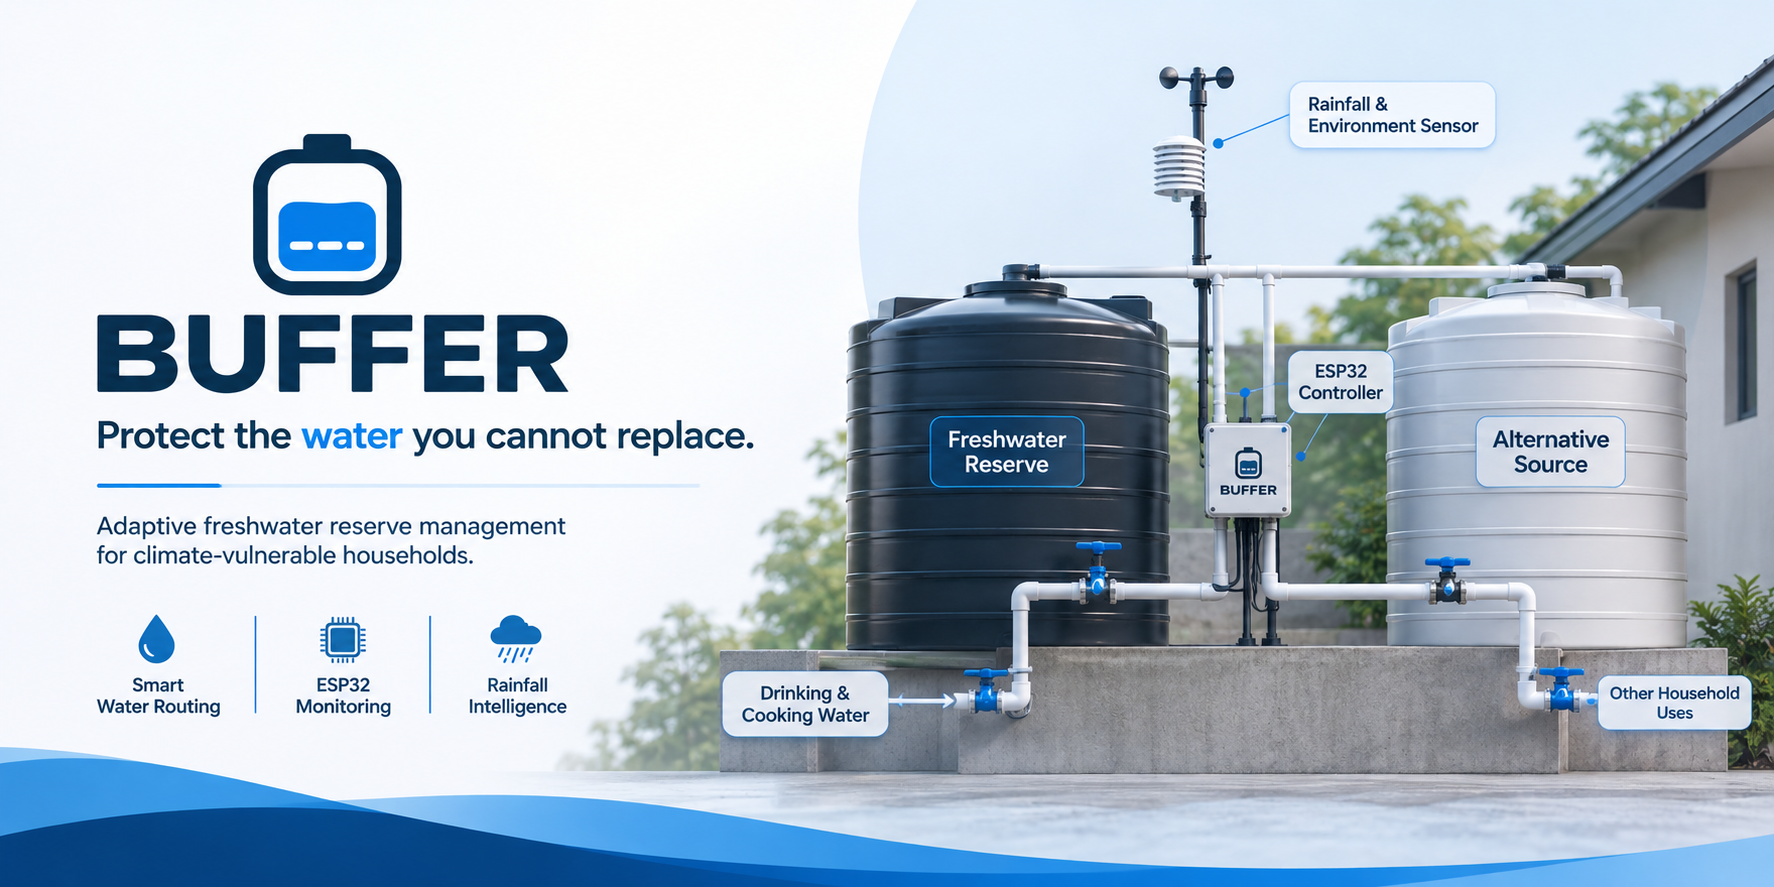 BUFFER
Protect the water you cannot replace.
Adaptive freshwater reserve management
for climate-vulnerable households.
Smart
Water Routing
ESP32
Monitoring
Rainfall
Intelligence
Rainfall &
Environment Sensor
ESP32
Controller
Freshwater
Reserve
BUFFER
Alternative
Source
Drinking &
Cooking Water
Other Household
Uses